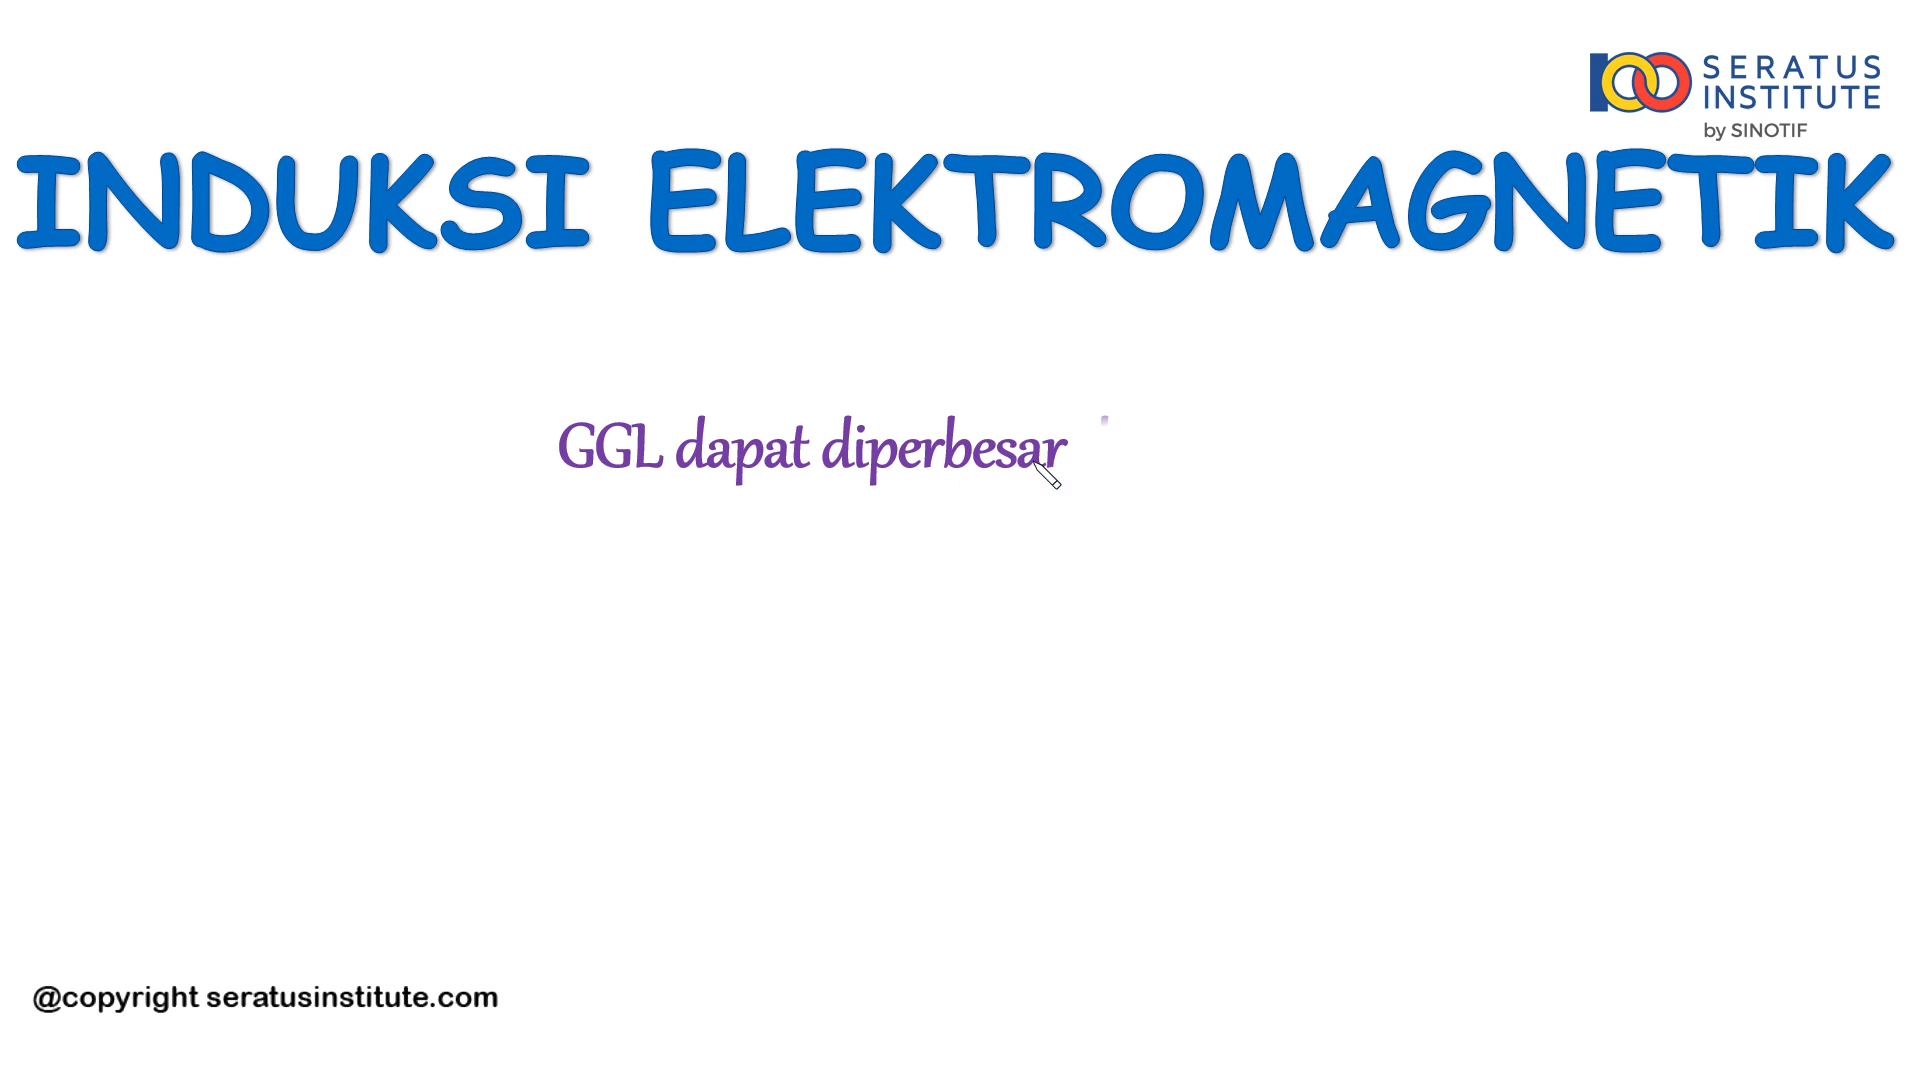 SERATUS
INSTITUTE
by SINOTIF
INDUKSI ELEKTROMAGNETIK
GGL dapat diperbesar
@copyright seratusinstitute.com